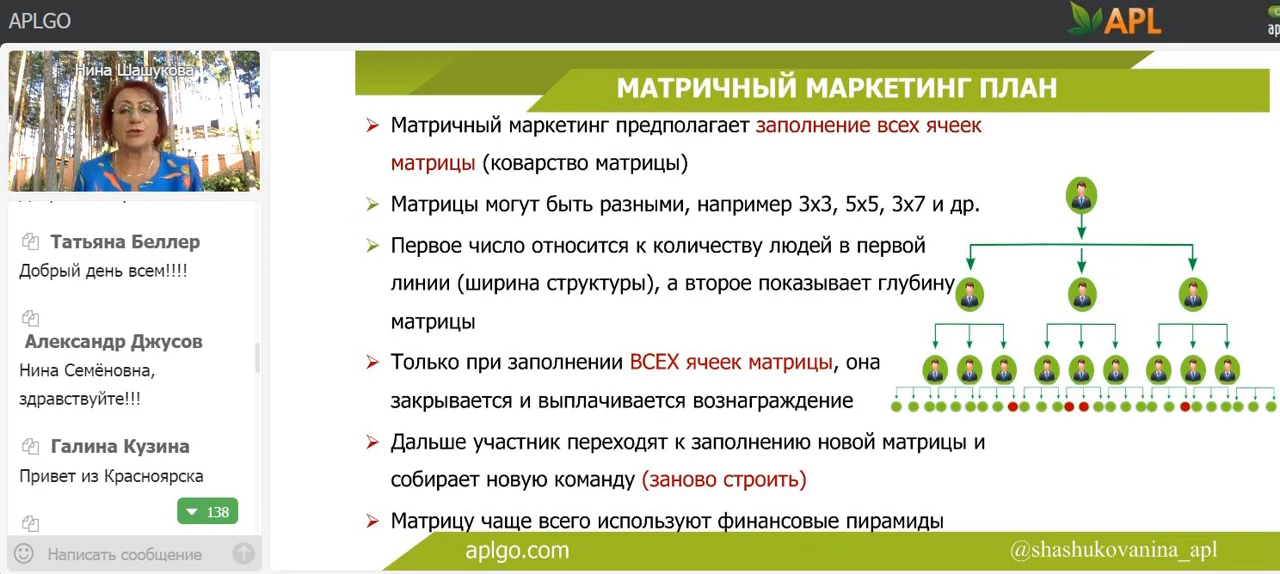 APLGO
APL
Нина Шашукова
Татьяна Беллер
Добрый день всем!!!!
Александр Джусов
Нина Семёновна,
здравствуйте!!!
Галина Кузина
Привет из Красноярска
138
Написать сообщение
МАТРИЧНЫЙ МАРКЕТИНГ ПЛАН
Матричный маркетинг предполагает заполнение всех ячеек
матрицы (коварство матрицы)
Матрицы могут быть разными, например 3х3, 5х5, 3х7 и др.
Первое число относится к количеству людей в первой
линии (ширина структуры), а второе показывает глубину
матрицы
Только при заполнении ВСЕХ ячеек матрицы, она
закрывается и выплачивается вознаграждение
Дальше участник переходят к заполнению новой матрицы и
собирает новую команду (заново строить)
Матрицу чаще всего используют финансовые пирамиды
aplgo.com
@shashukovanina_apl